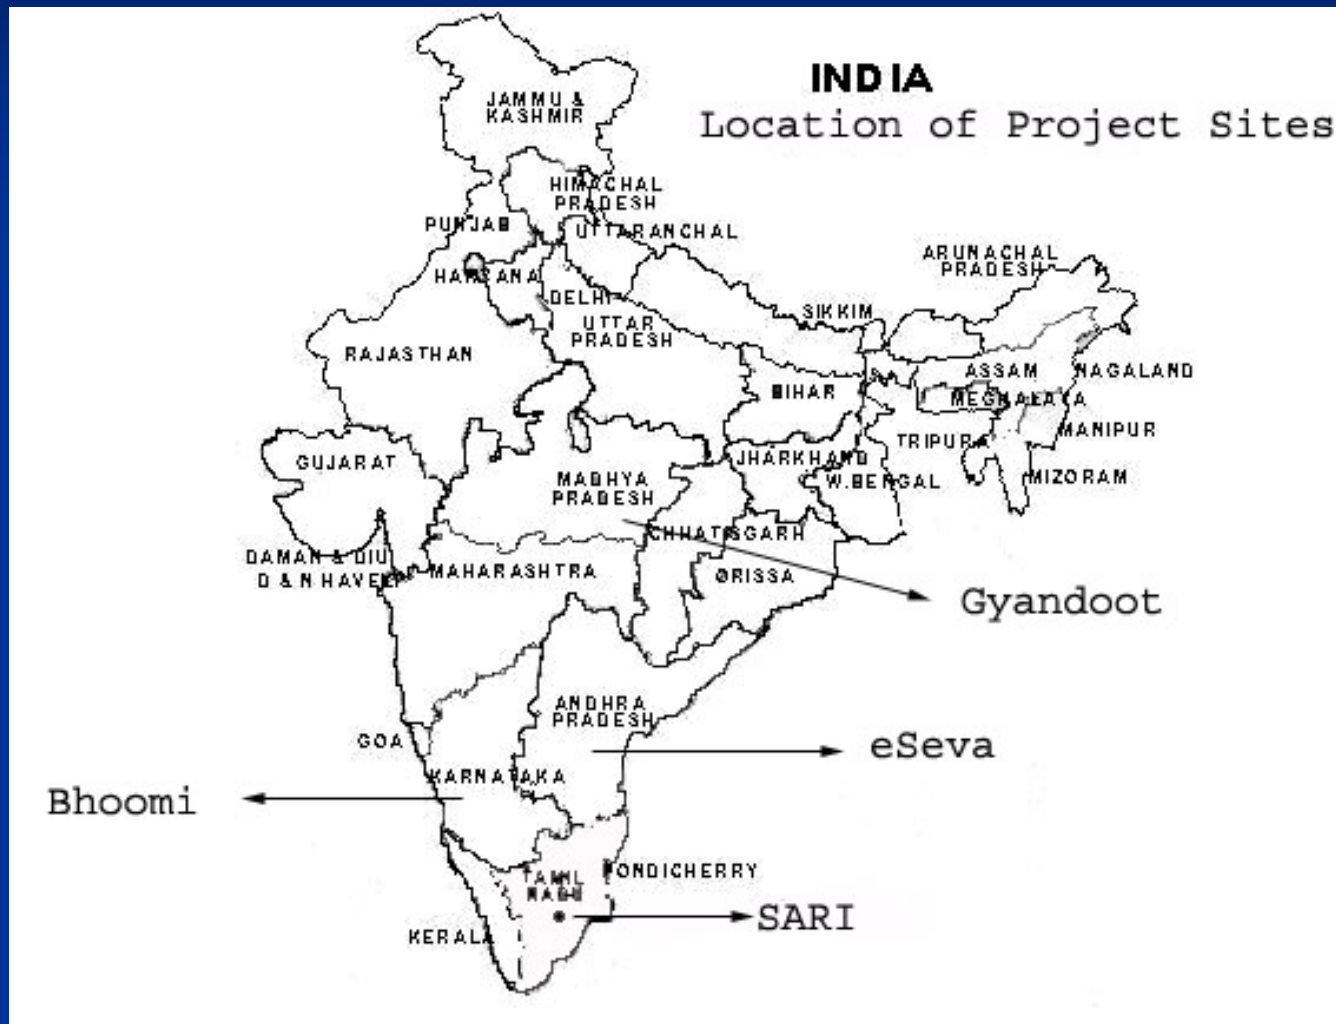 INDIA
Location of Project Sites
JAMMU &
KASHMIR
HIMACHAL
PRADESH
PUNJAB
UTTARANCHAL
HARYANA
DELHI
UTTAR
PRADESH
ARUNACHAL
PRADESH
SIKKIM
RAJASTHAN
BIHAR
ASSAM
NAGALAND
MEGHALAYA
MANIPUR
TRIPURA
MIZORAM
GUJARAT
MADHYA
PRADESH
JHARKHAND
W.BENGAL
CHHATISGARH
DAMAN & DIU
D & N HAVELI
MAHARASHTRA
ORISSA
Gyandoot
ANDHRA
PRADESH
GOA
eSeva
KARNATAKA
Bhoomi
TAMIL
NADU
PONDICHERRY
SARI
KERALA